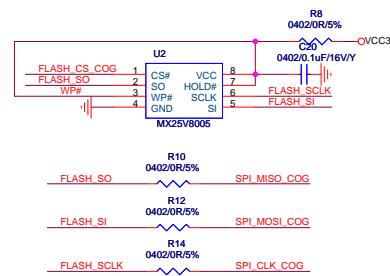 R8
0402/0R/5%
VCC3
C20
0402/0.1uF/16V/Y
U2
FLASH_CS_COG 1 CS# VCC 8
FLASH_SO 2 SO HOLD# 7
WP# 3 WP# SCLK 6 FLASH_SCLK
4 GND SI 5 FLASH_SI
MX25V8005
R10
0402/0R/5%
FLASH_SO SPI_MISO_COG
R12
0402/0R/5%
FLASH_SI SPI_MOSI_COG
R14
0402/0R/5%
FLASH_SCLK SPI_CLK_COG